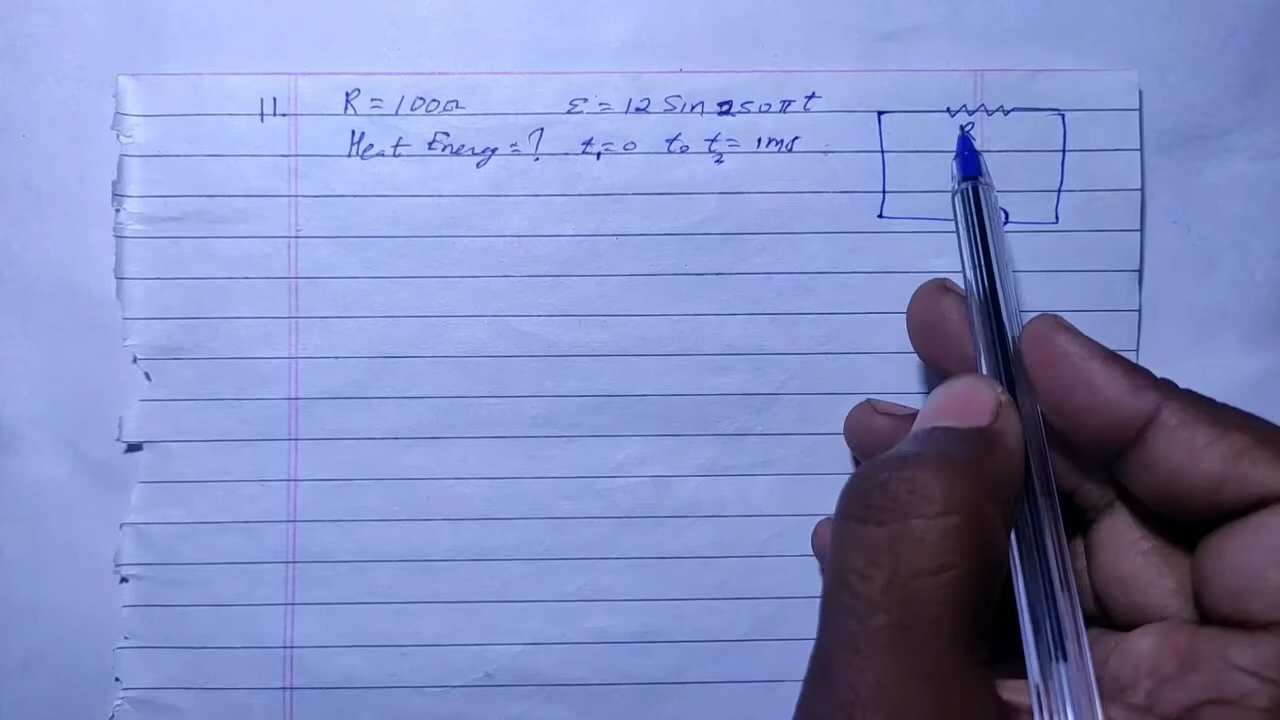 11. R = 100Ω ε = 12 Sin 250πt
Heat Energy = ? t₁ = 0 to t₂ = 1ms
R